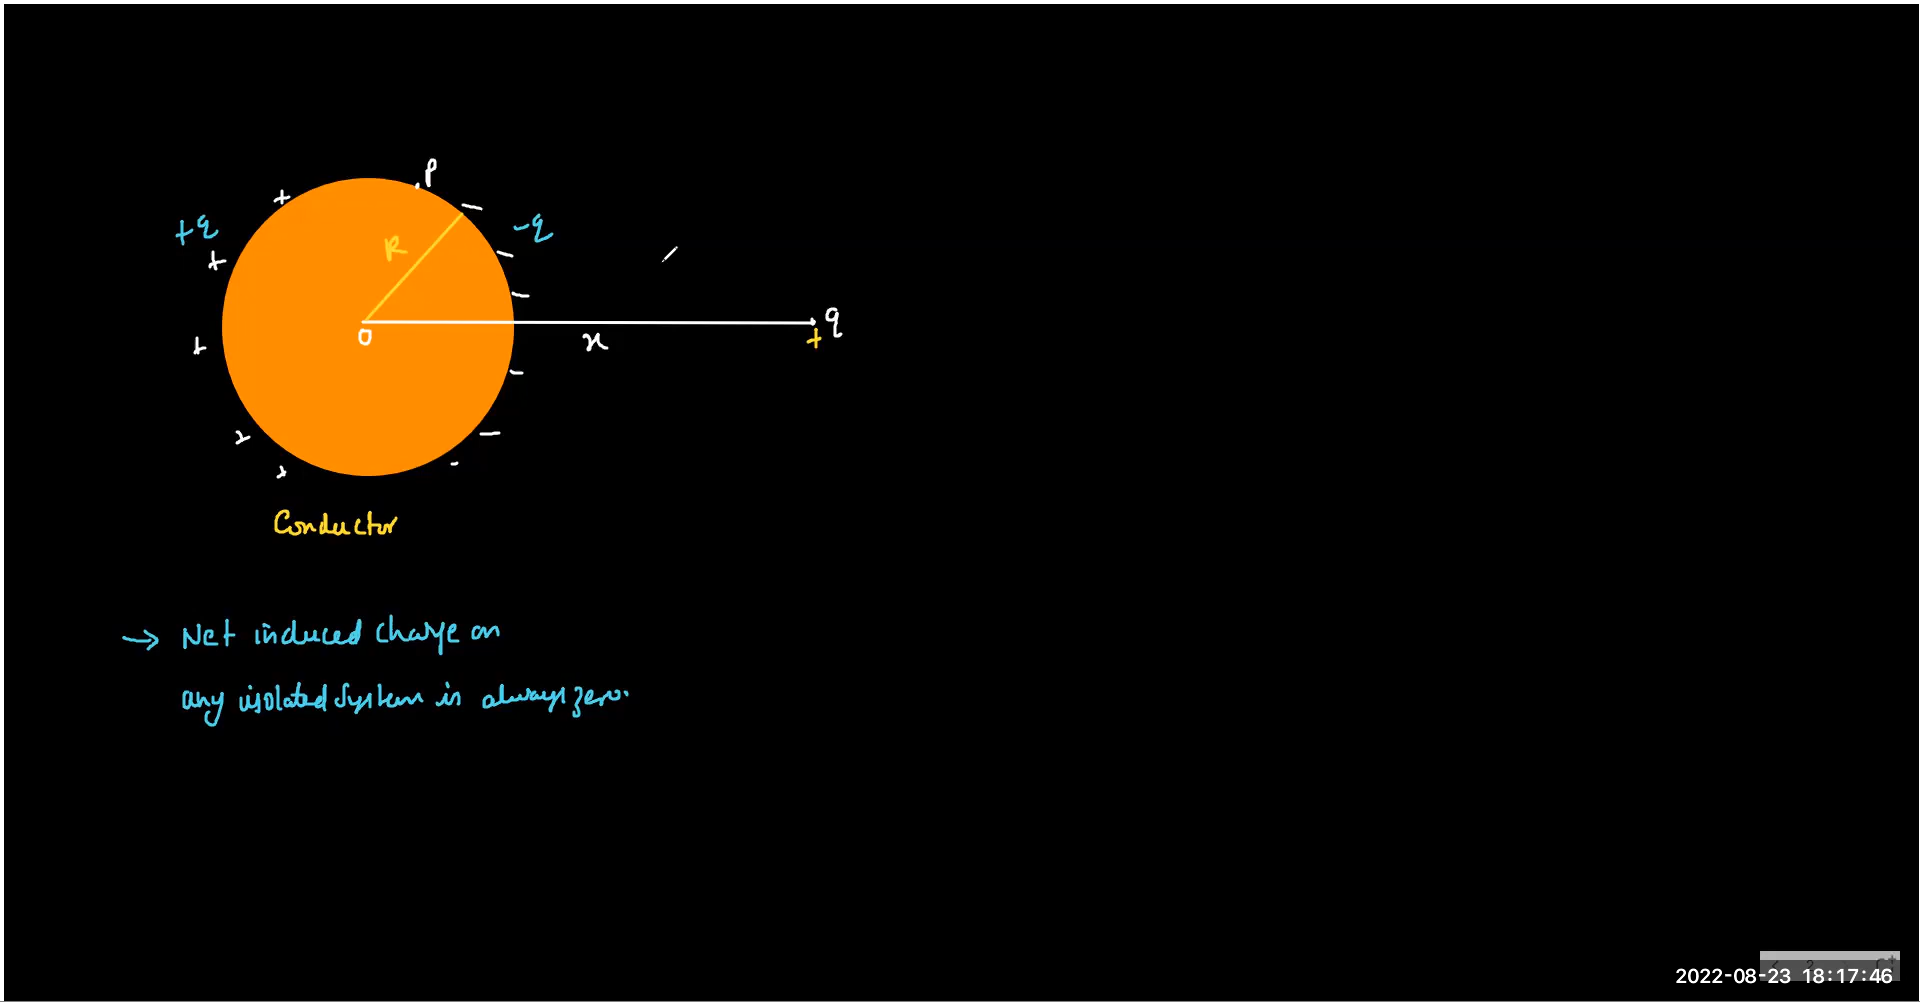 P
+q
-q
R
q
O
x
+
Conductor
→ Net induced charge on
any isolated system is always zero.
2022-08-23 18:17:46